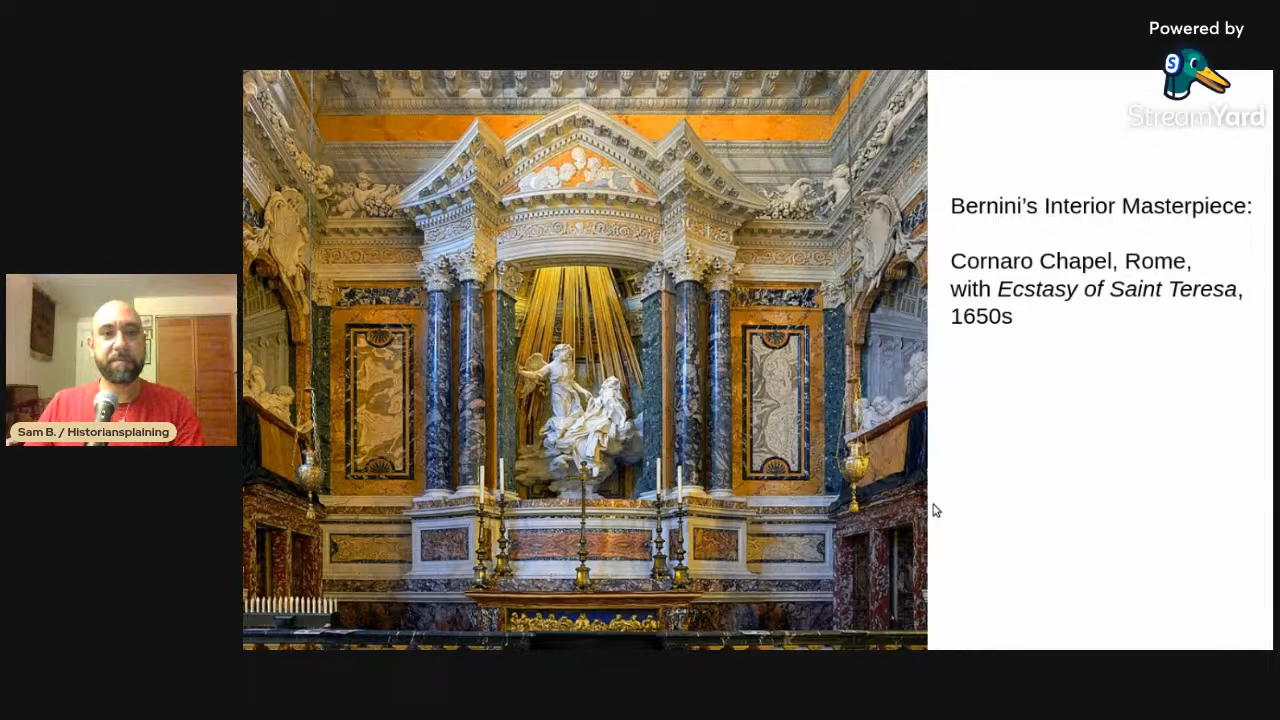 Powered by
S
StreamYard
Bernini’s Interior Masterpiece:
Cornaro Chapel, Rome,
with Ecstasy of Saint Teresa,
1650s
Sam B. / Historiansplaining